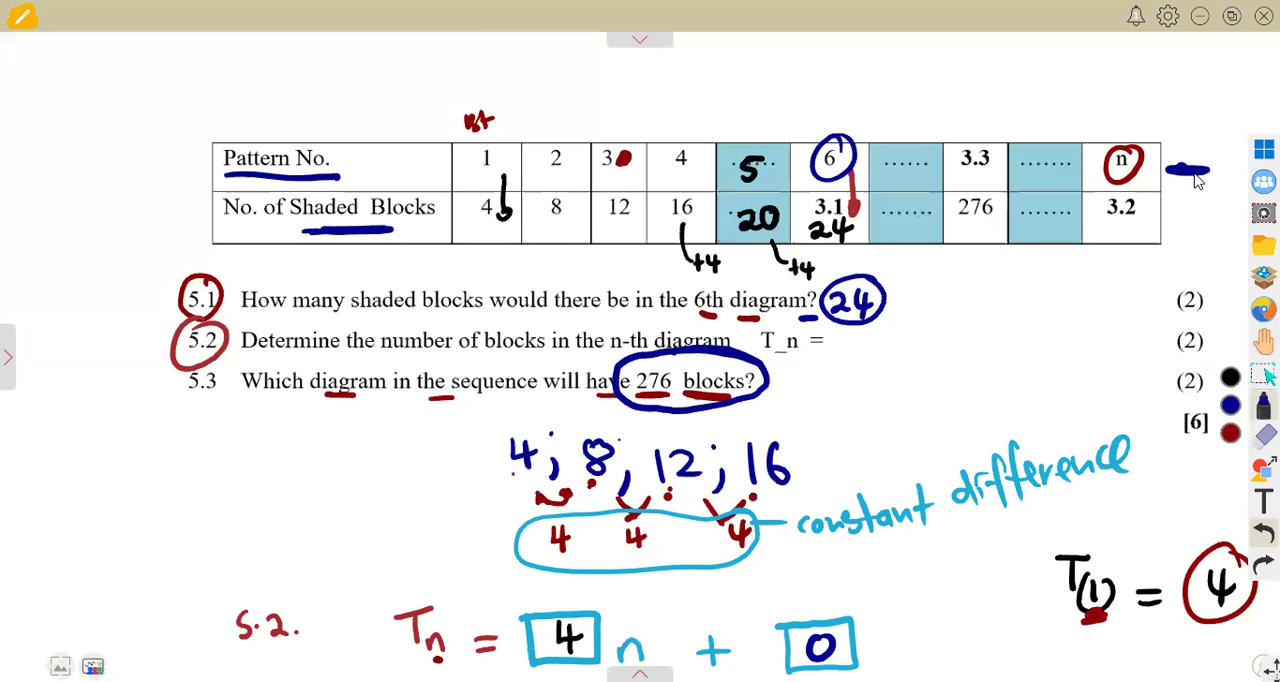 1st
Pattern No. 1 2 3 4 ...... 5 6 ...... 3.3 ....... n
No. of Shaded Blocks 4 8 12 16 20 3.1 24 ....... 276 ....... 3.2
+4 +4
5.1 How many shaded blocks would there be in the 6th diagram? 24 (2)
5.2 Determine the number of blocks in the n-th diagram T_n = (2)
5.3 Which diagram in the sequence will have 276 blocks? (2)
[6]
4; 8; 12; 16
4 4 4 constant difference
T(1) = 4
5.2. Tn = 4n + 0